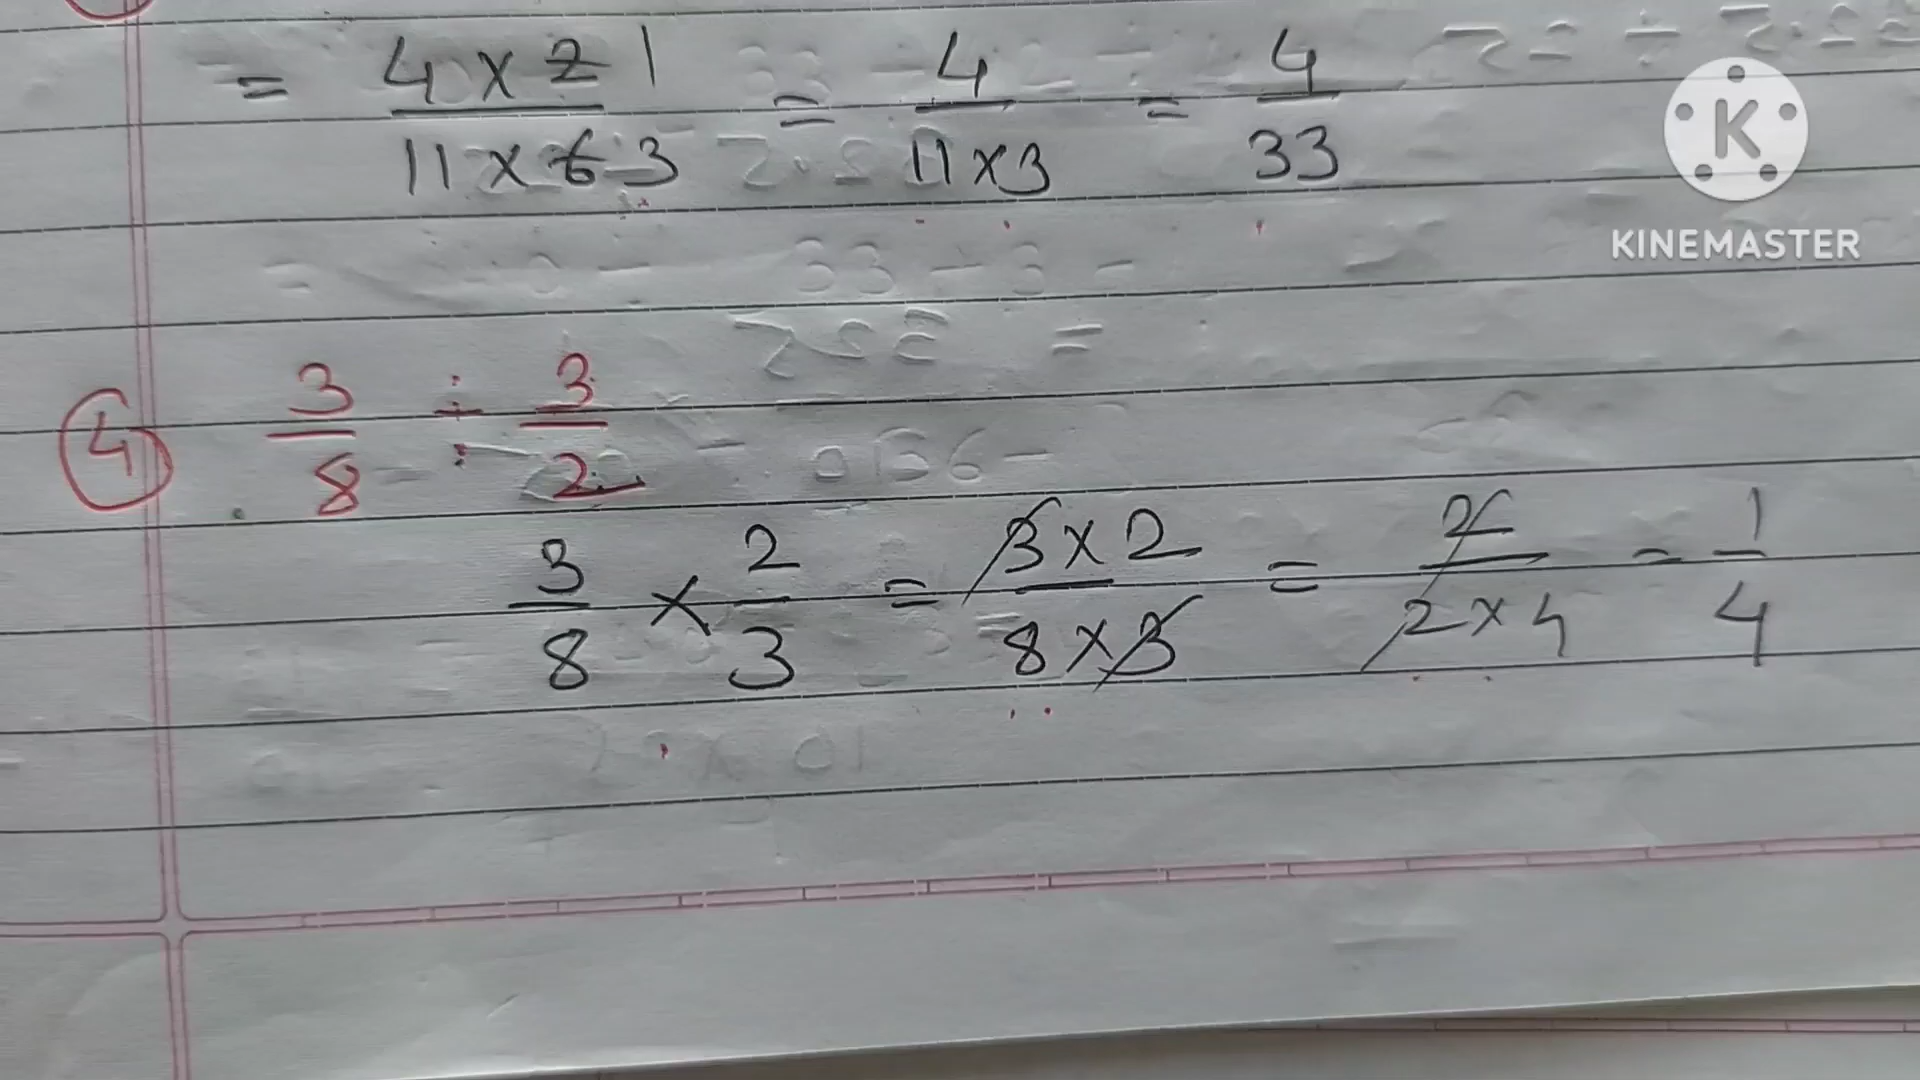 = 4 × 2 1 / 11 × 6 3 = 4 / 11 × 3 = 4 / 33
K
KINEMASTER
4 3/8 ÷ 3/2
3/8 × 2/3 = 3 × 2 / 8 × 3 = 2 / 2 × 4 = 1/4